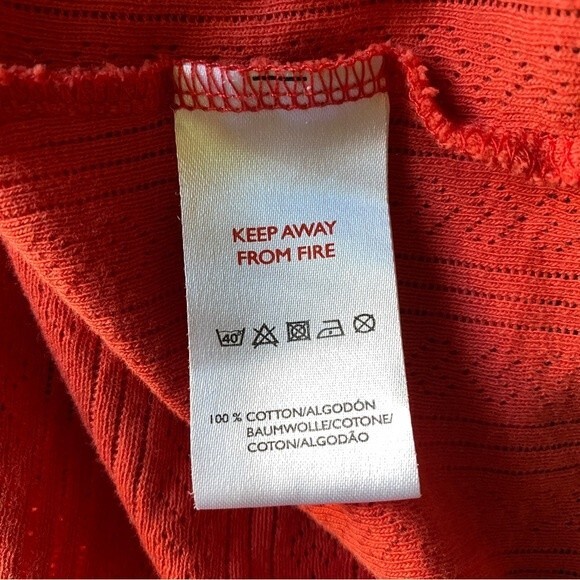 KEEP AWAY
FROM FIRE
40
100 % COTTON/ALGODÓN
BAUMWOLLE/COTONE/
COTON/ALGODÃO